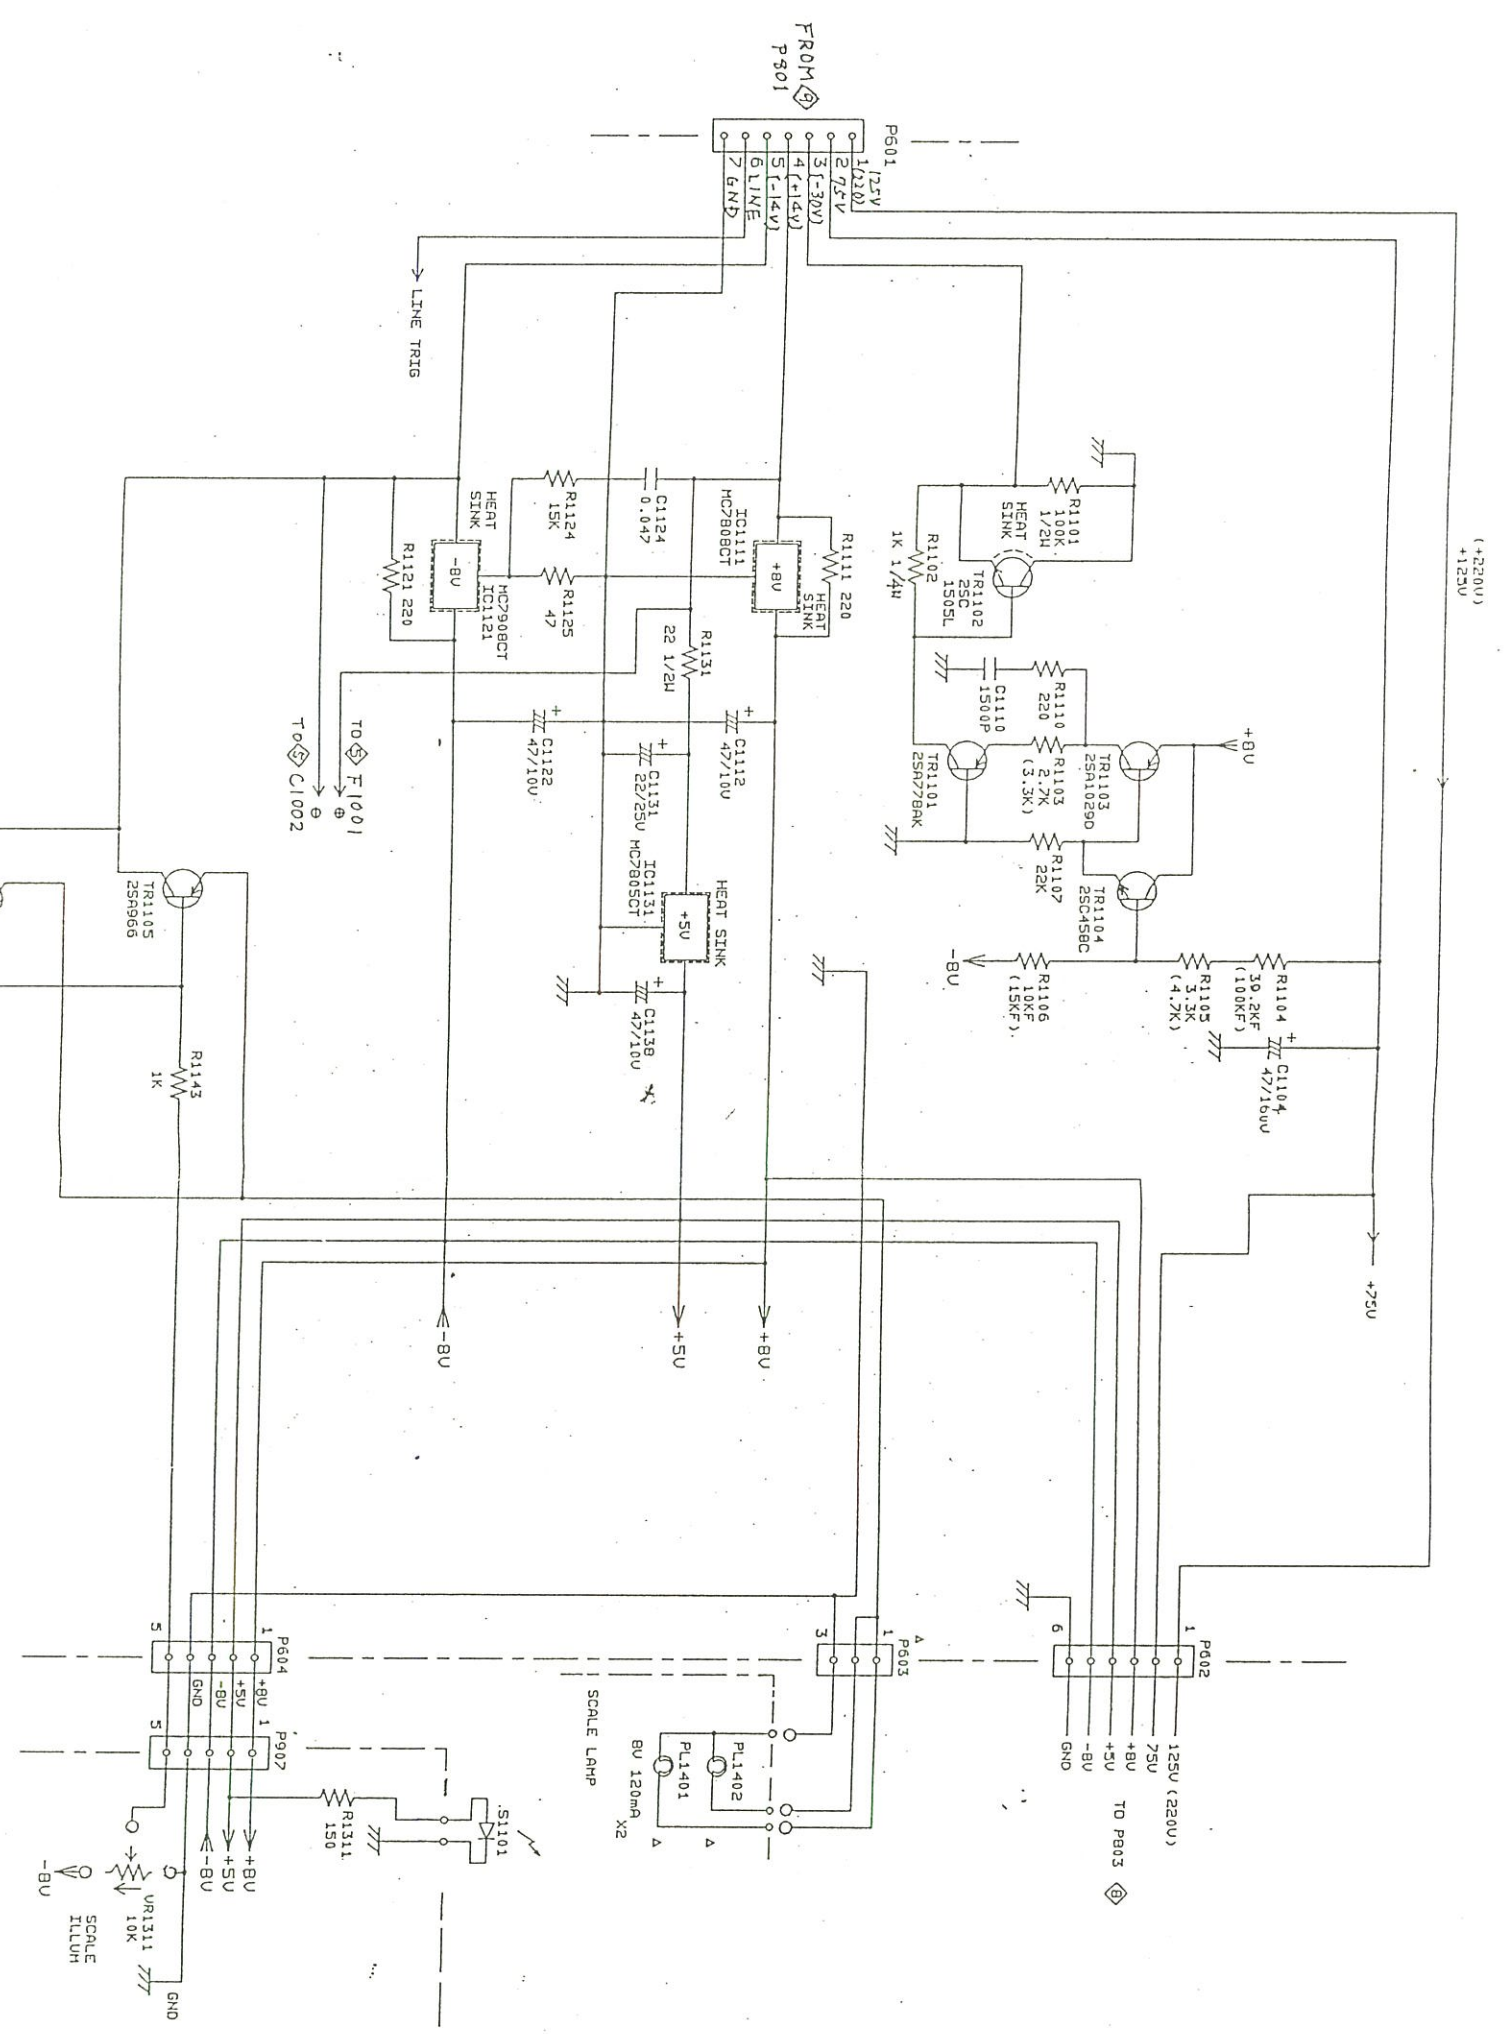 FROM 9
P801
P601
1 125V
(220)
2 75V
3 (-30V)
4 (+14V)
5 (-14V)
6 LINE
7 GND
LINE TRIG
(+220V)
+125V
R1101
100K
1/2W
HEAT
SINK
TR1102
2SC
1505L
R1102
1K 1/4W
R1111 220
HEAT
SINK
+8V
IC1111
MC7808CT
C1124
0.047
R1124
15K
R1125
47
HEAT
SINK
-8V
MC7908CT
IC1121
R1121 220
R1131
22 1/2W
+8V
R1110
220
C1110
1500P
TR1103
2SA1029D
R1103
2.7K
(3.3K)
TR1101
2SA778AK
R1107
22K
TR1104
2SC458C
R1104
39.2KF
(100KF)
R1105
3.3K
(4.7K)
R1106
10KF
(15KF)
-8V
+
C1104
47/160V
+
C1112
47/10V
+
C1122
47/10V
+
C1131
22/25V
IC1131
MC7805CT
+5V
HEAT SINK
+
C1138
47/10V
TO 5 F1001
⊕
TO 5 C1002
⊖
TR1105
2SA966
R1143
1K
+75V
+8V
+5V
-8V
P602
1
6
125V (220V)
75V
+8V
+5V
-8V
GND
TO P803 8
P603
1
3
PL1402
PL1401
8V 120mA
X2
SCALE LAMP
P604
1
5
+8V
+5V
-8V
GND
P907
1
5
S1101
R1311
150
+8V
+5V
-8V
VR1311
10K
SCALE
ILLUM
-8V
GND